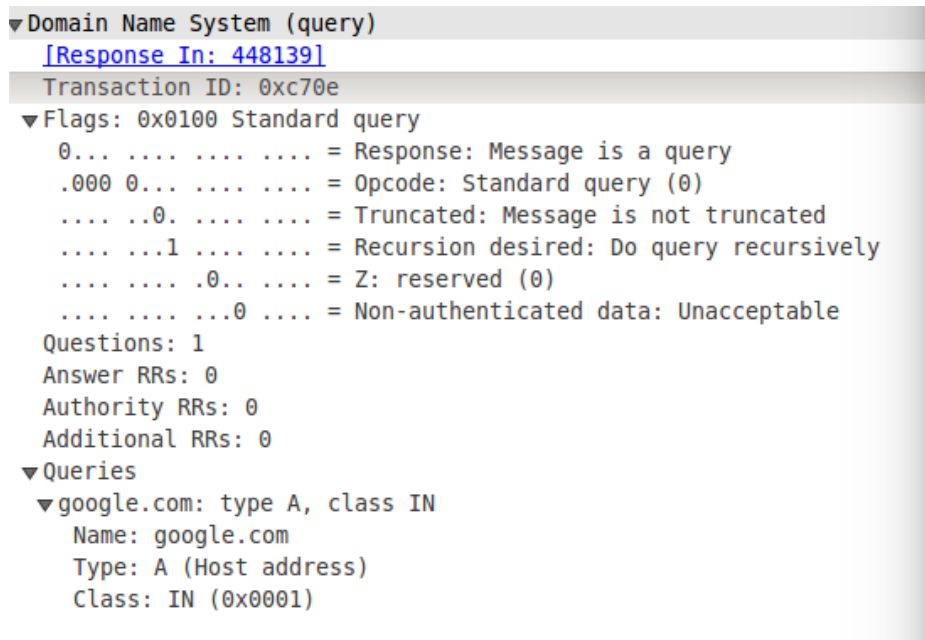 Domain Name System (query)
[Response In: 448139]
Transaction ID: 0xc70e
Flags: 0x0100 Standard query
0... .... .... .... = Response: Message is a query
.000 0... .... .... = Opcode: Standard query (0)
.... ..0. .... .... = Truncated: Message is not truncated
.... ...1 .... .... = Recursion desired: Do query recursively
.... .... .0.. .... = Z: reserved (0)
.... .... ...0 .... = Non-authenticated data: Unacceptable
Questions: 1
Answer RRs: 0
Authority RRs: 0
Additional RRs: 0
Queries
google.com: type A, class IN
Name: google.com
Type: A (Host address)
Class: IN (0x0001)